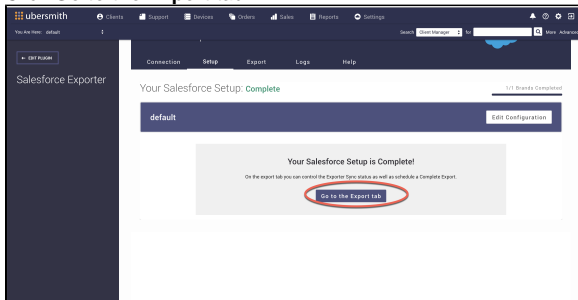 ubersmith Clients Support Devices Orders Sales Reports Settings
You Are Here: default Search Client Manager for More Advanced
← EDIT PLUGIN
Connection Setup Export Logs Help
Salesforce Exporter
Your Salesforce Setup: Complete
1/1 Brands Completed
default
Edit Configuration
Your Salesforce Setup is Complete!
On the export tab you can control the Exporter Sync status as well as schedule a Complete Export.
Go to the Export tab